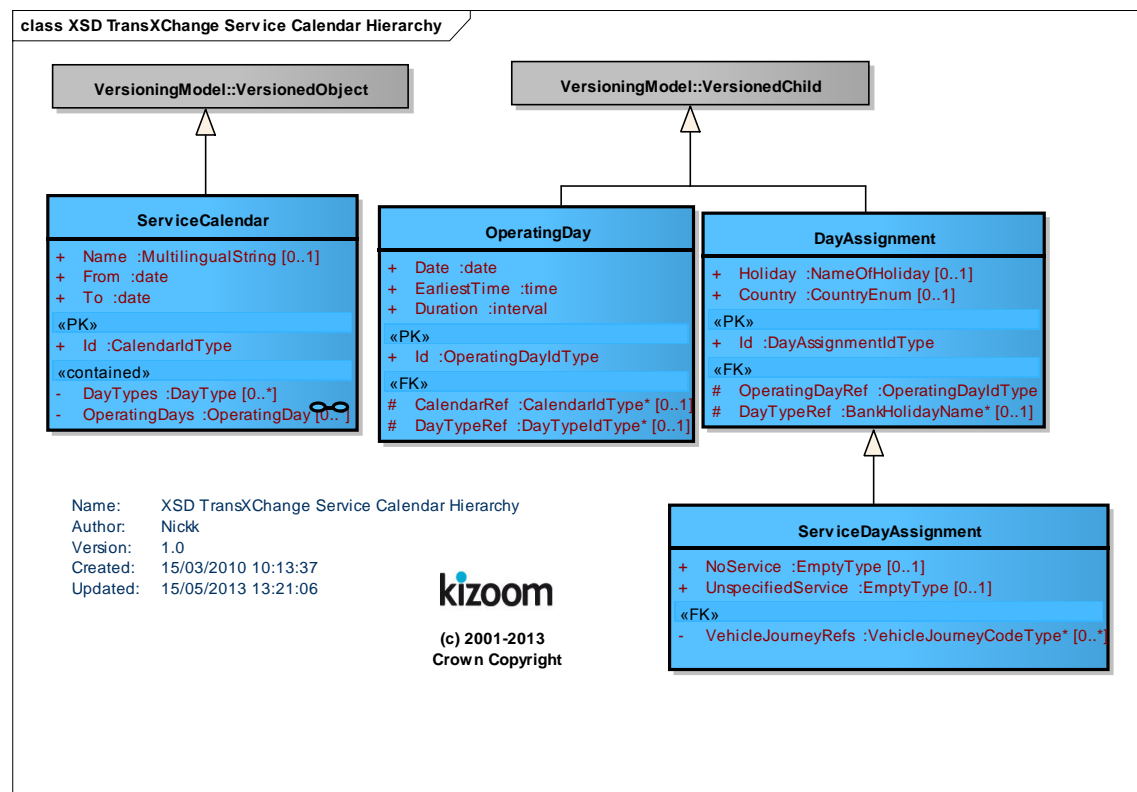 class XSD TransXChange Service Calendar Hierarchy
VersioningModel::VersionedObject
VersioningModel::VersionedChild
ServiceCalendar
+ Name :MultilingualString [0..1]
+ From :date
+ To :date
«PK»
+ Id :CalendarIdType
«contained»
- DayTypes :DayType [0..*]
- OperatingDays :OperatingDay [0..*]
OperatingDay
+ Date :date
+ EarliestTime :time
+ Duration :interval
«PK»
+ Id :OperatingDayIdType
«FK»
# CalendarRef :CalendarIdType* [0..1]
# DayTypeRef :DayTypeIdType* [0..1]
DayAssignment
+ Holiday :NameOfHoliday [0..1]
+ Country :CountryEnum [0..1]
«PK»
+ Id :DayAssignmentIdType
«FK»
# OperatingDayRef :OperatingDayIdType
# DayTypeRef :BankHolidayName* [0..1]
ServiceDayAssignment
+ NoService :EmptyType [0..1]
+ UnspecifiedService :EmptyType [0..1]
«FK»
- VehicleJourneyRefs :VehicleJourneyCodeType* [0..*]
Name: XSD TransXChange Service Calendar Hierarchy
Author: Nickk
Version: 1.0
Created: 15/03/2010 10:13:37
Updated: 15/05/2013 13:21:06
kizoom
(c) 2001-2013
Crown Copyright